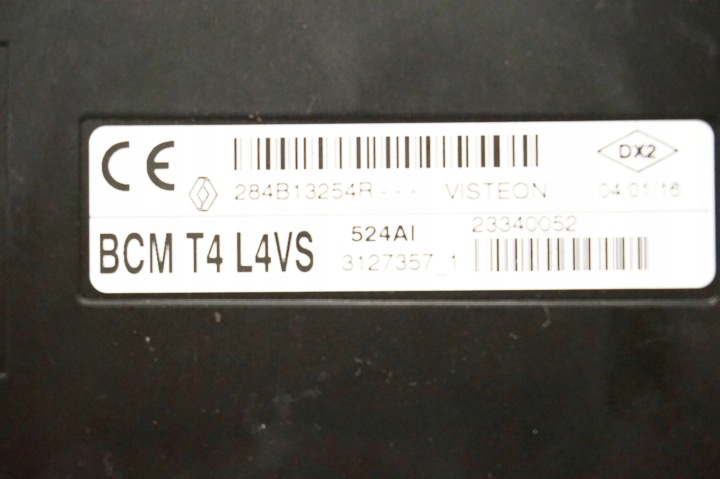 CE DX2
284B13254R--- VISTEON 04/01/16
BCM T4 L4VS 524AI 23340052
3127357_1